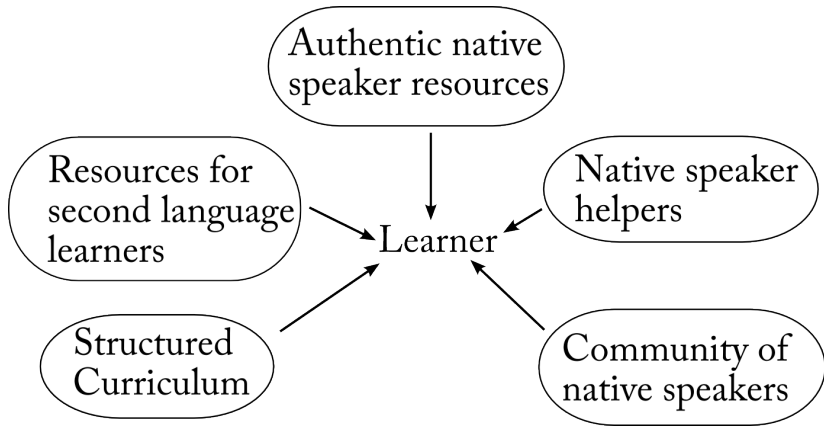 Authentic native
speaker resources
Resources for
second language
learners
Native speaker
helpers
Learner
Structured
Curriculum
Community of
native speakers